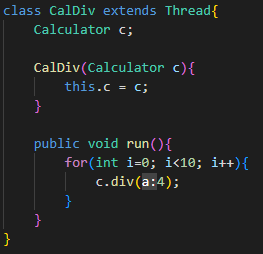 class CalDiv extends Thread{
    Calculator c;

    CalDiv(Calculator c){
        this.c = c;
    }

    public void run(){
        for(int i=0; i<10; i++){
            c.div(a:4);
        }
    }
}